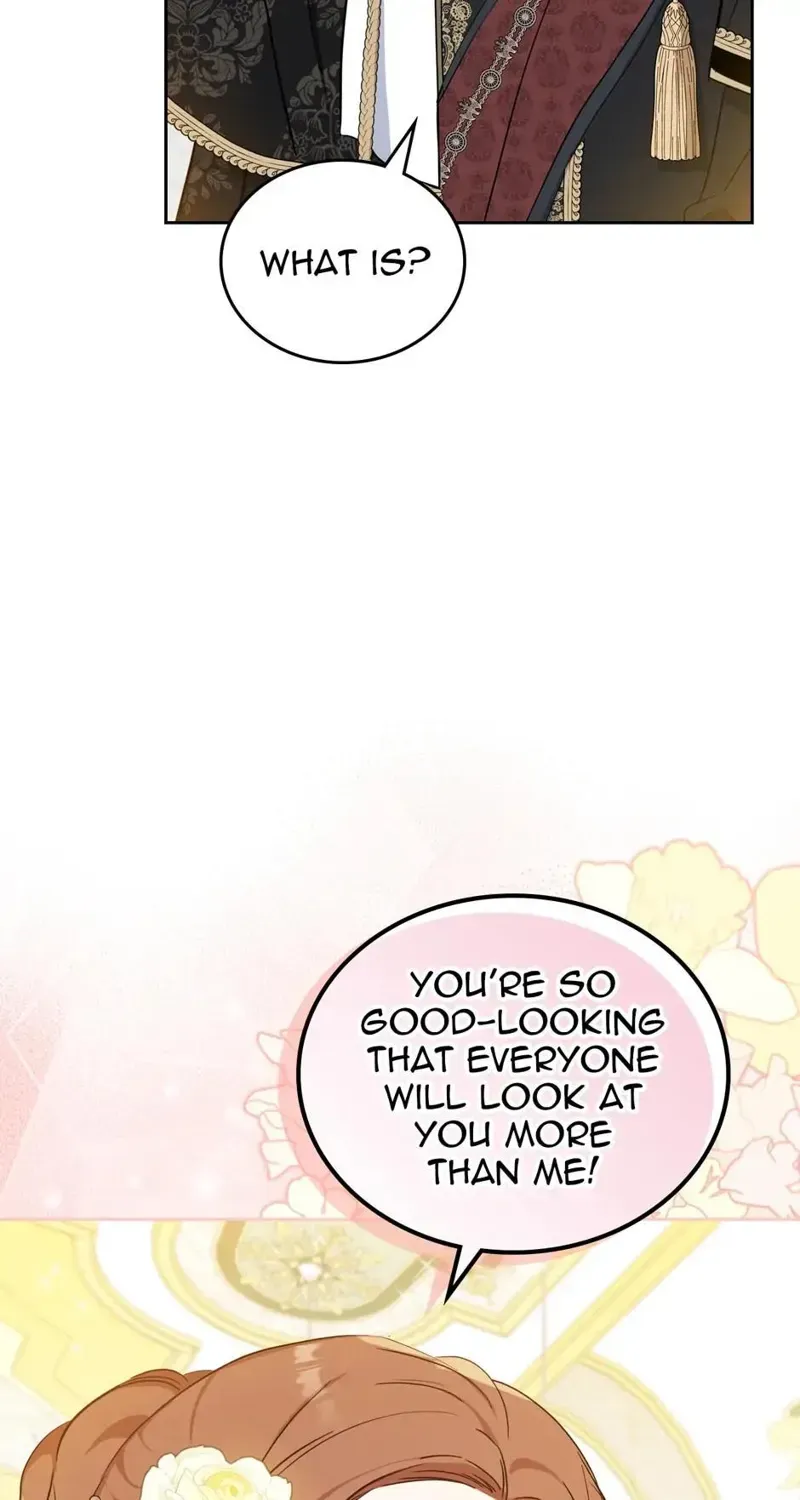 WHAT IS?
YOU'RE SO
GOOD-LOOKING
THAT EVERYONE
WILL LOOK AT
YOU MORE
THAN ME!